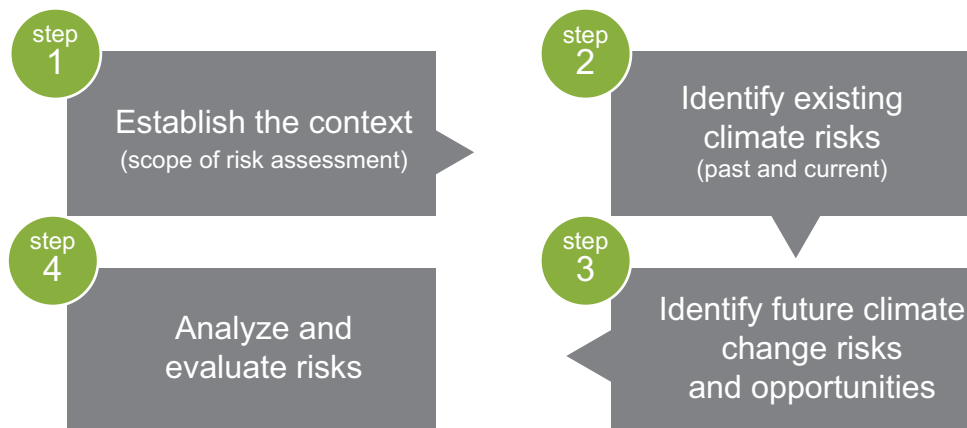 step
1
Establish the context
(scope of risk assessment)
step
2
Identify existing
climate risks
(past and current)
step
3
Identify future climate
change risks
and opportunities
step
4
Analyze and
evaluate risks